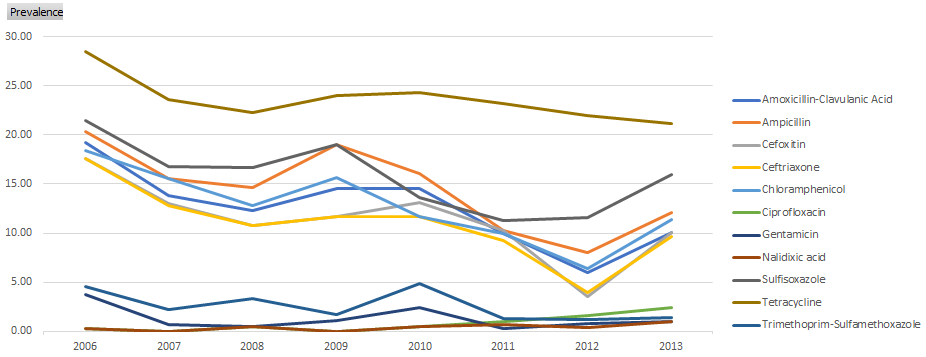 Prevalence
30.00
25.00
20.00
15.00
10.00
5.00
0.00
2006 2007 2008 2009 2010 2011 2012 2013
Amoxicillin-Clavulanic Acid
Ampicillin
Cefoxitin
Ceftriaxone
Chloramphenicol
Ciprofloxacin
Gentamicin
Nalidixic acid
Sulfisoxazole
Tetracycline
Trimethoprim-Sulfamethoxazole